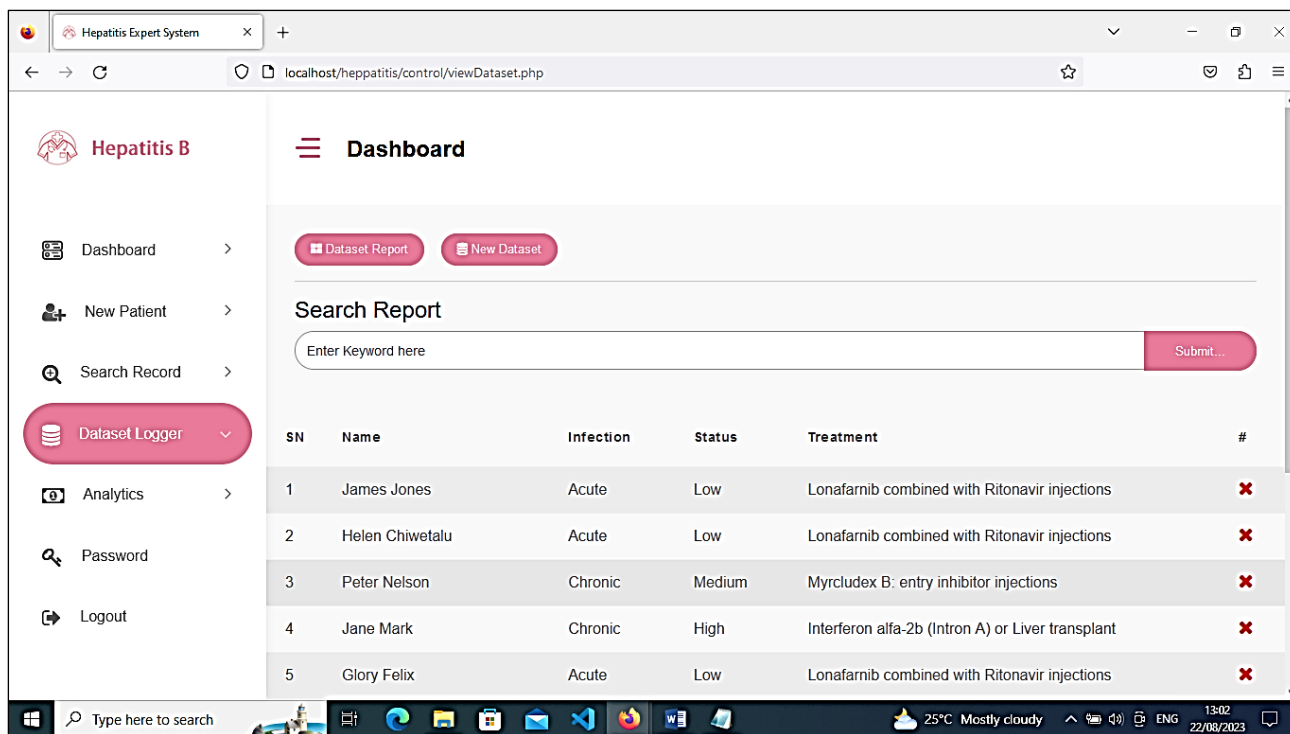 Hepatitis Expert System
localhost/heppatitis/control/viewDataset.php
Hepatitis B
Dashboard
Dashboard
New Patient
Search Record
Dataset Logger
Analytics
Password
Logout
Dataset Report New Dataset
Search Report
Enter Keyword here Submit...
SN Name Infection Status Treatment #
1 James Jones Acute Low Lonafarnib combined with Ritonavir injections
2 Helen Chiwetalu Acute Low Lonafarnib combined with Ritonavir injections
3 Peter Nelson Chronic Medium Myrcludex B: entry inhibitor injections
4 Jane Mark Chronic High Interferon alfa-2b (Intron A) or Liver transplant
5 Glory Felix Acute Low Lonafarnib combined with Ritonavir injections
Type here to search 25°C Mostly cloudy ENG 13:02
22/08/2023